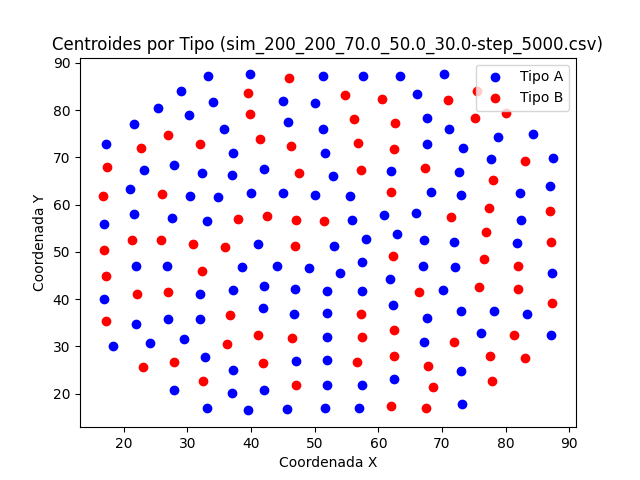 Centroides por Tipo (sim_200_200_70.0_50.0_30.0-step_5000.csv)
Tipo A
Tipo B
Coordenada Y
90
80
70
60
50
40
30
20
20 30 40 50 60 70 80 90
Coordenada X